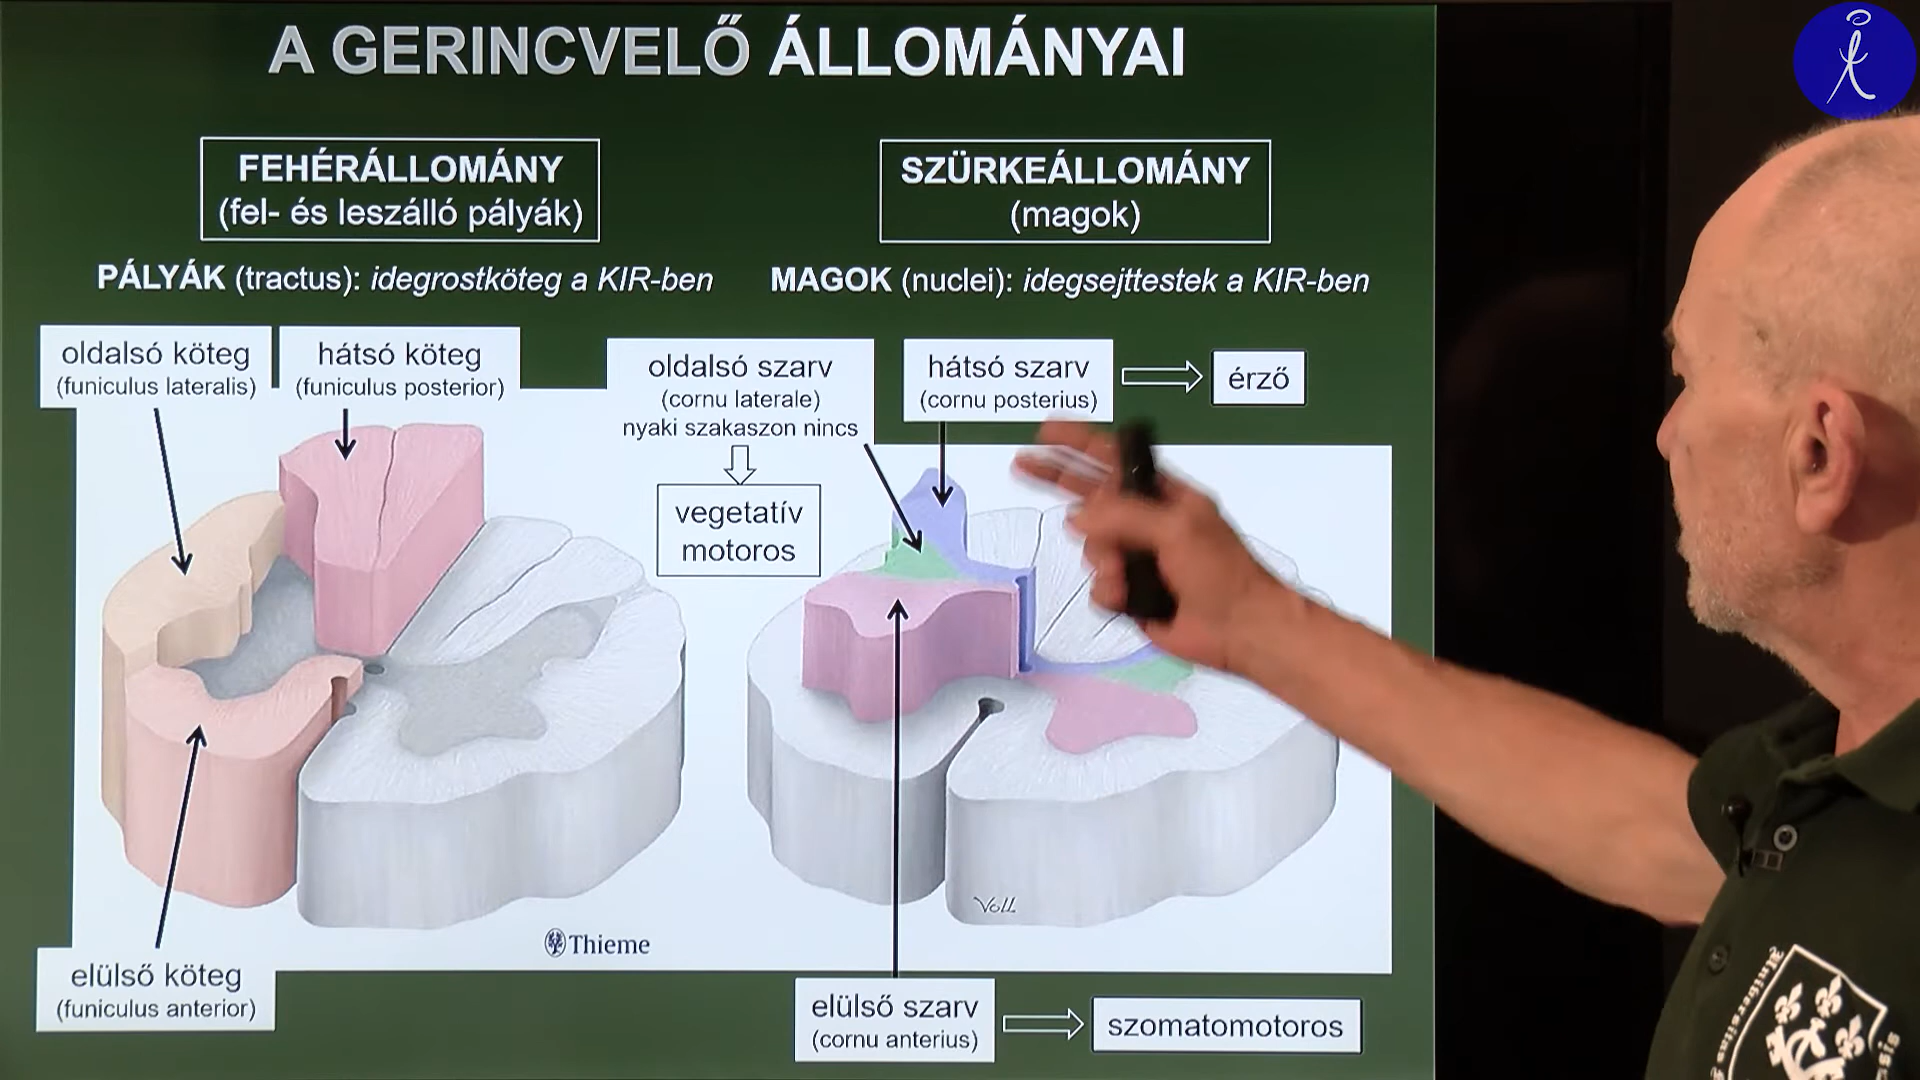 A GERINCVELŐ ÁLLOMÁNYAI
FEHÉRÁLLOMÁNY
(fel- és leszálló pályák)
SZÜRKEÁLLOMÁNY
(magok)
PÁLYÁK (tractus): idegrostköteg a KIR-ben
MAGOK (nuclei): idegsejttestek a KIR-ben
oldalsó köteg
(funiculus lateralis)
hátsó köteg
(funiculus posterior)
oldalsó szarv
(cornu laterale)
nyaki szakaszon nincs
hátsó szarv
(cornu posterius)
érző
vegetatív
motoros
Voll
Thieme
elülső köteg
(funiculus anterior)
elülső szarv
(cornu anterius)
szomatomotoros